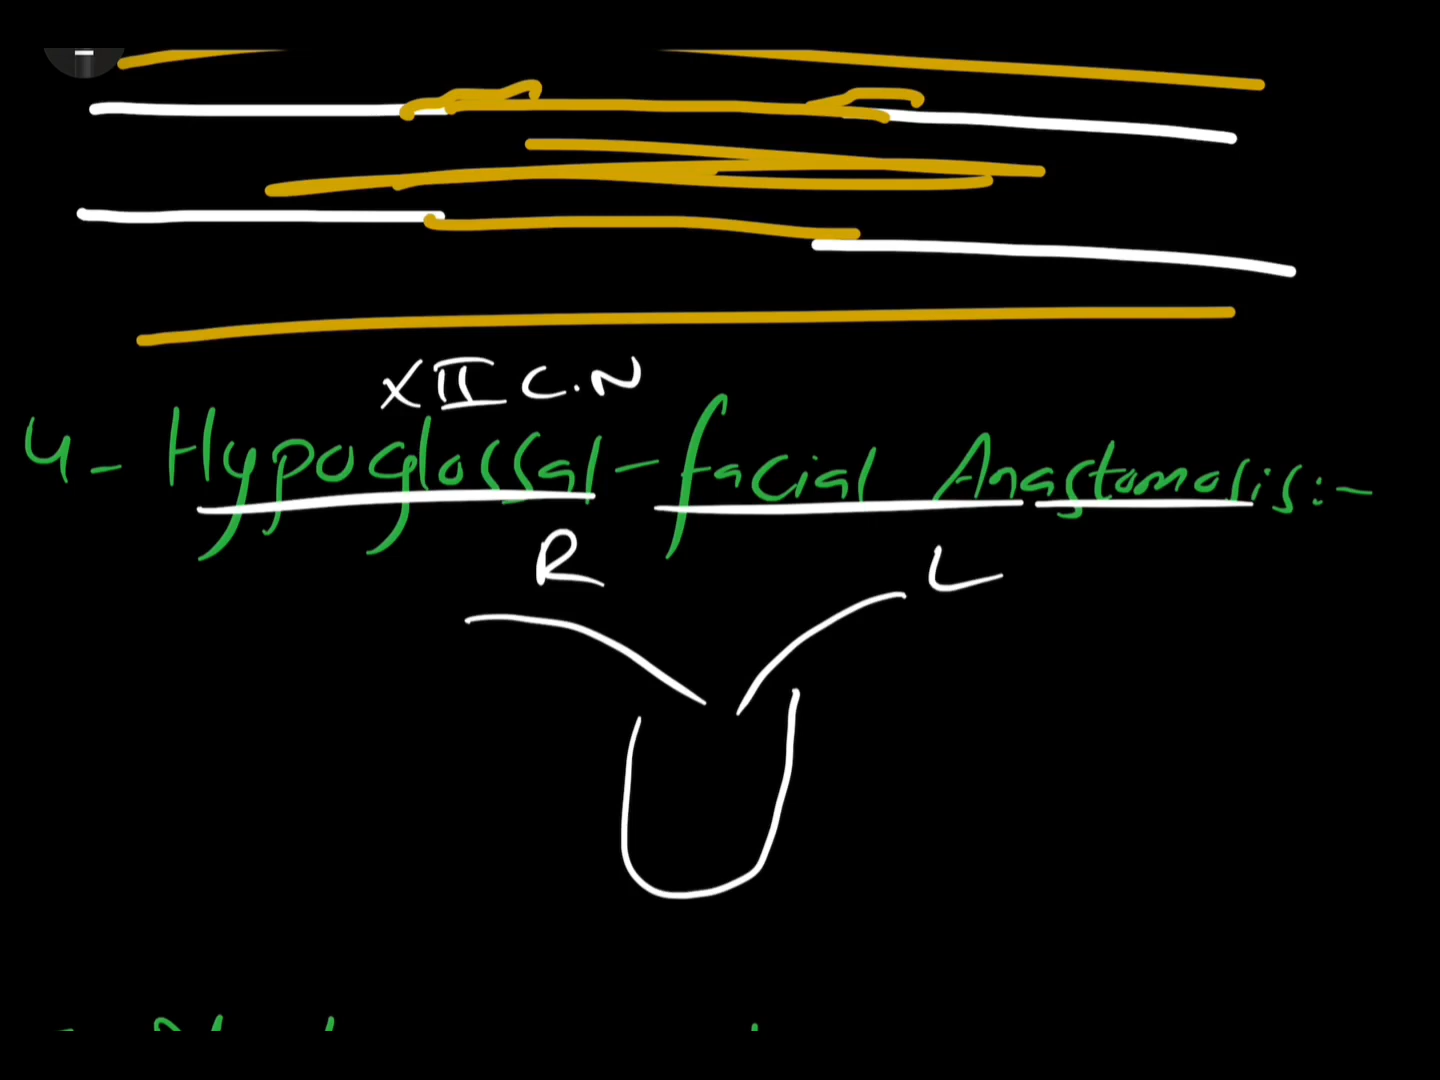 XII C.N
4- Hypoglossal-facial Anastomosis:-
R L